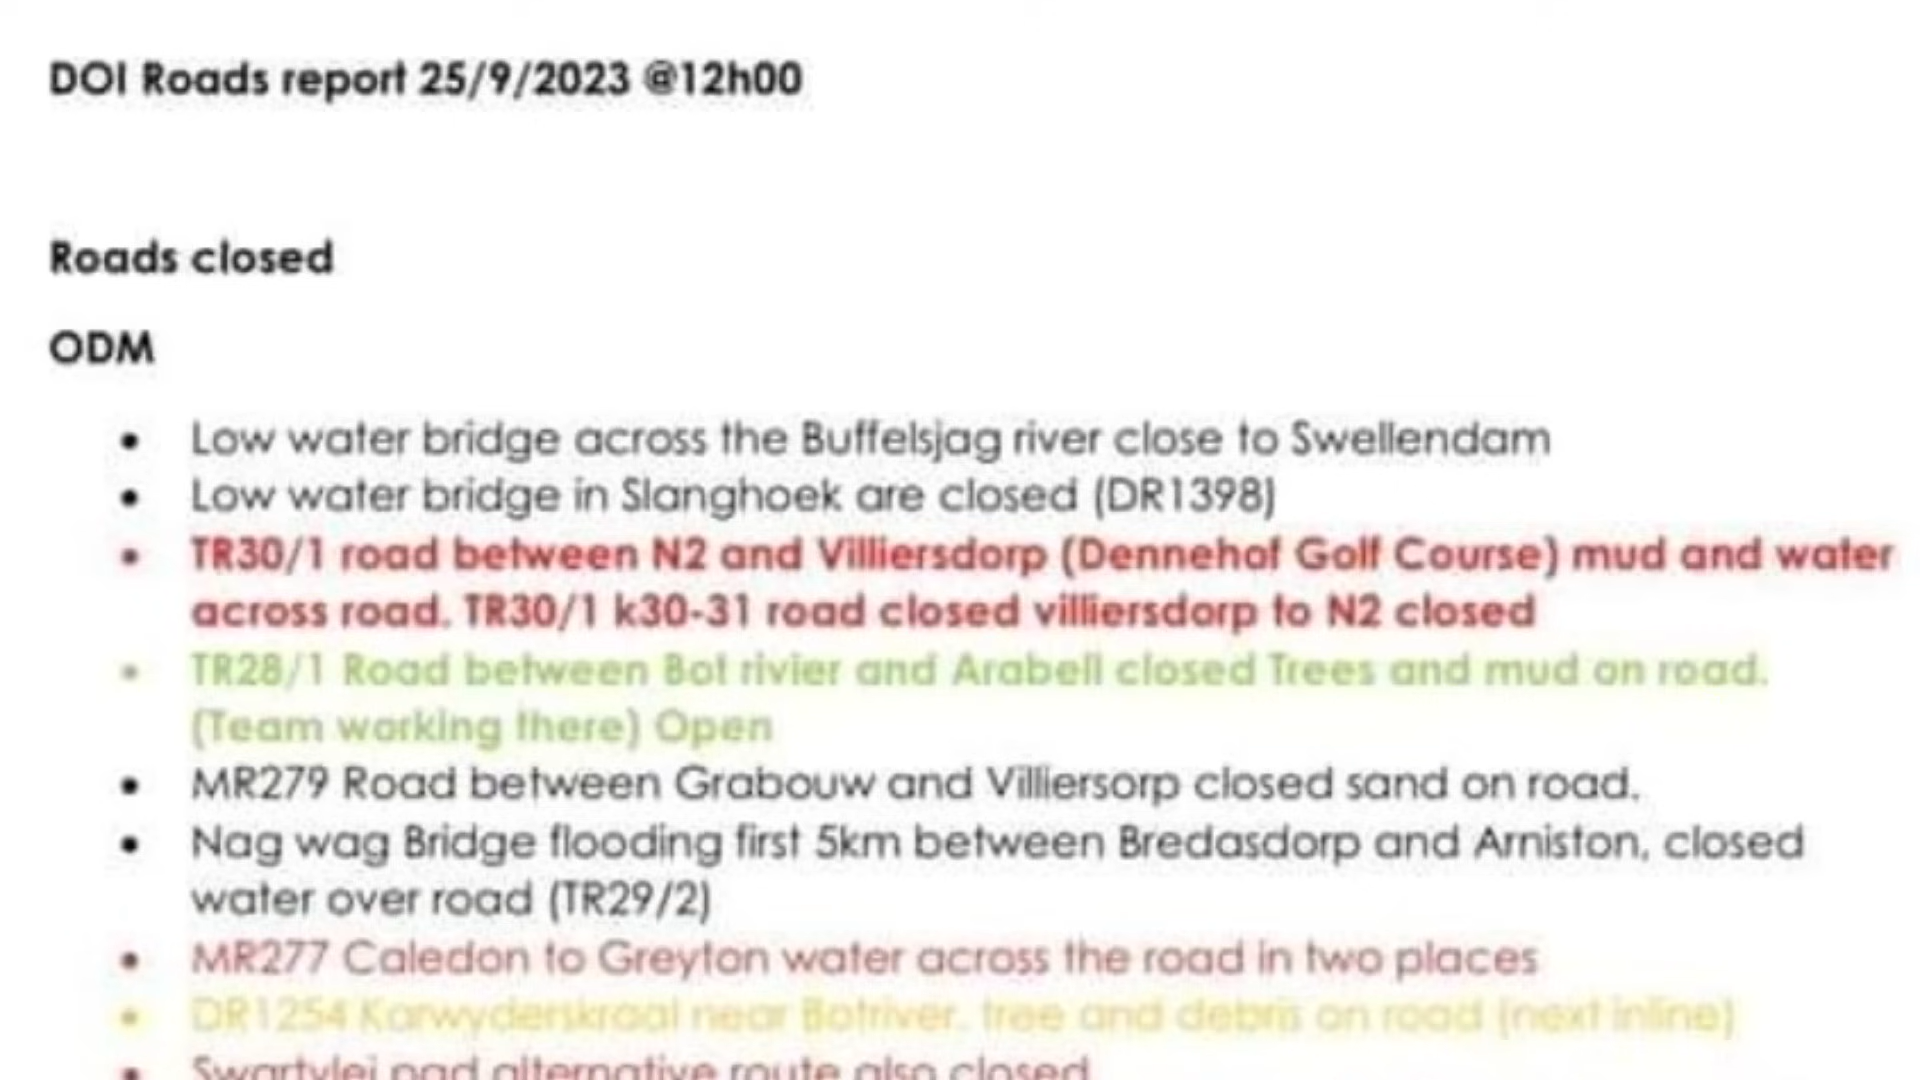 DOI Roads report 25/9/2023 @12h00
Roads closed
ODM
• Low water bridge across the Buffelsjag river close to Swellendam
• Low water bridge in Slanghoek are closed (DR1398)
• TR30/1 road between N2 and Villiersdorp (Dennehof Golf Course) mud and water
across road. TR30/1 k30-31 road closed villiersdorp to N2 closed
• TR28/1 Road between Bot rivier and Arabell closed Trees and mud on road.
(Team working there) Open
• MR279 Road between Grabouw and Villiersorp closed sand on road.
• Nag wag Bridge flooding first 5km between Bredasdorp and Arniston, closed
water over road (TR29/2)
• MR277 Caledon to Greyton water across the road in two places
• DR1254 Karwyderskraal near Botriver, tree and debris on road (next inline)
• Swartvlei pad alternative route also closed